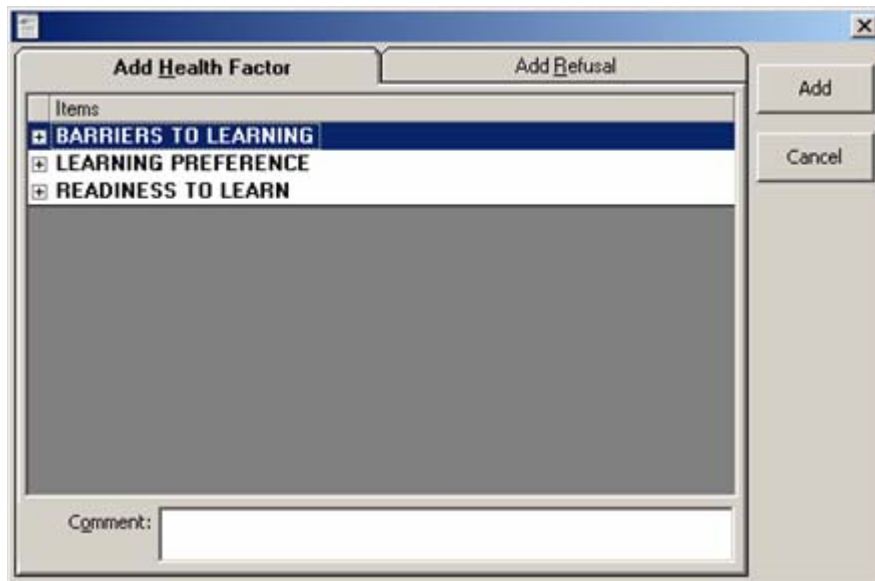 Add Health Factor
Add Refusal
Add
Items
BARRIERS TO LEARNING
Cancel
LEARNING PREFERENCE
READINESS TO LEARN
Comment: